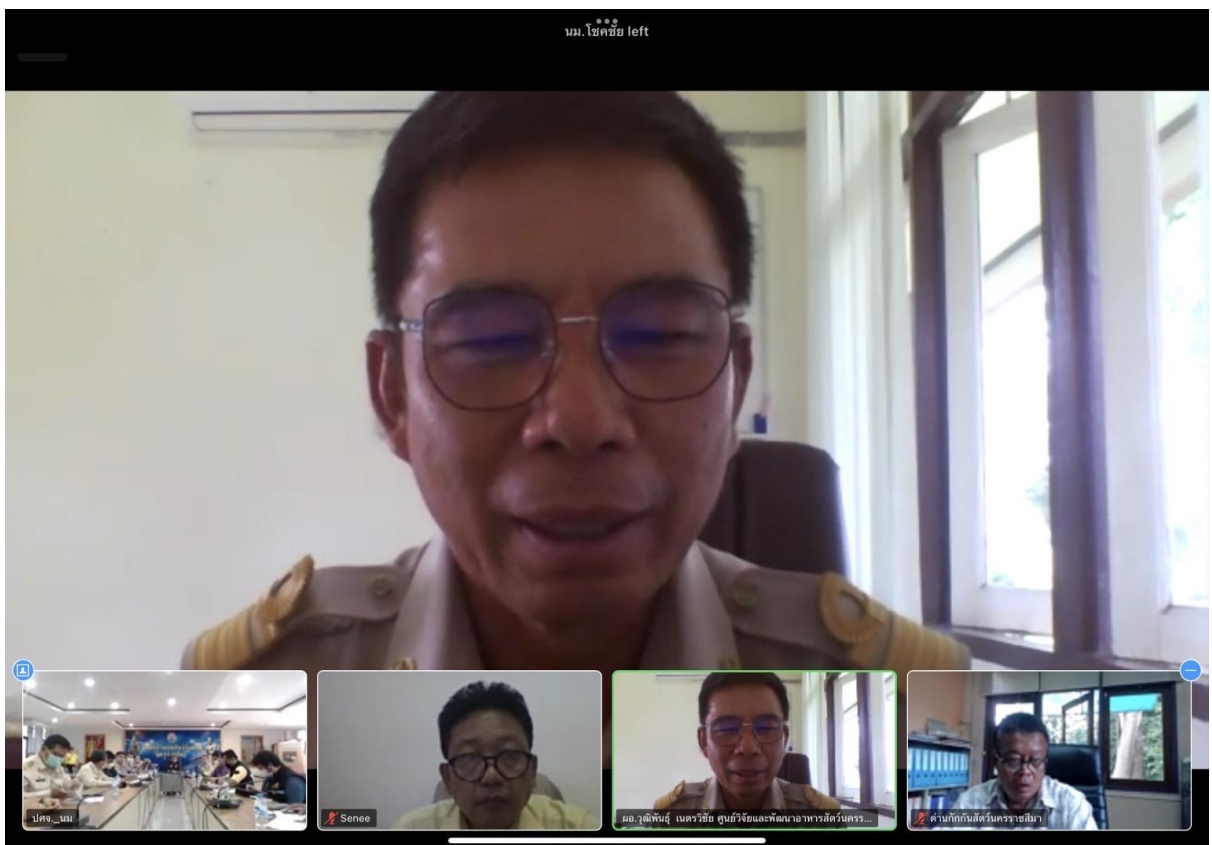 นม.โชคชัย left
ปศจ._นม
Senee
ผอ.วุฒิพันธุ์ เนตรวิชัย ศูนย์วิจัยและพัฒนาอาหารสัตว์นครร...
ด่านกักกันสัตว์นครราชสีมา